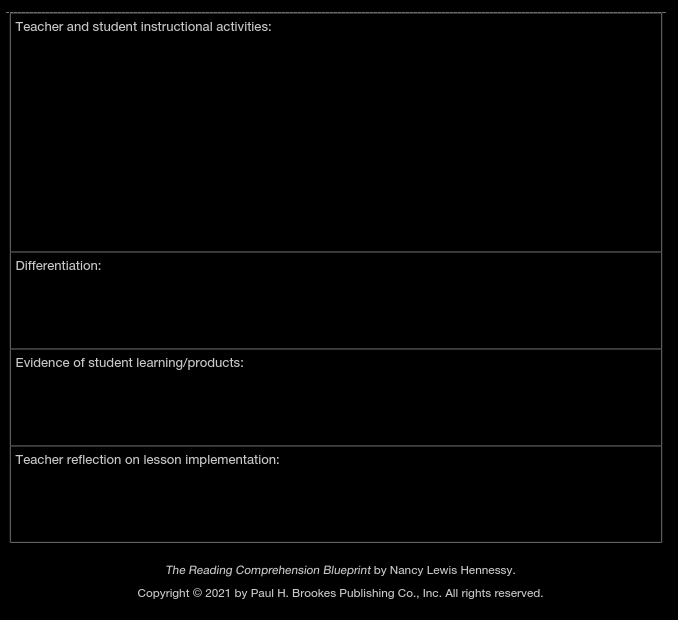 Teacher and student instructional activities:
Differentiation:
Evidence of student learning/products:
Teacher reflection on lesson implementation:
The Reading Comprehension Blueprint by Nancy Lewis Hennessy.
Copyright © 2021 by Paul H. Brookes Publishing Co., Inc. All rights reserved.